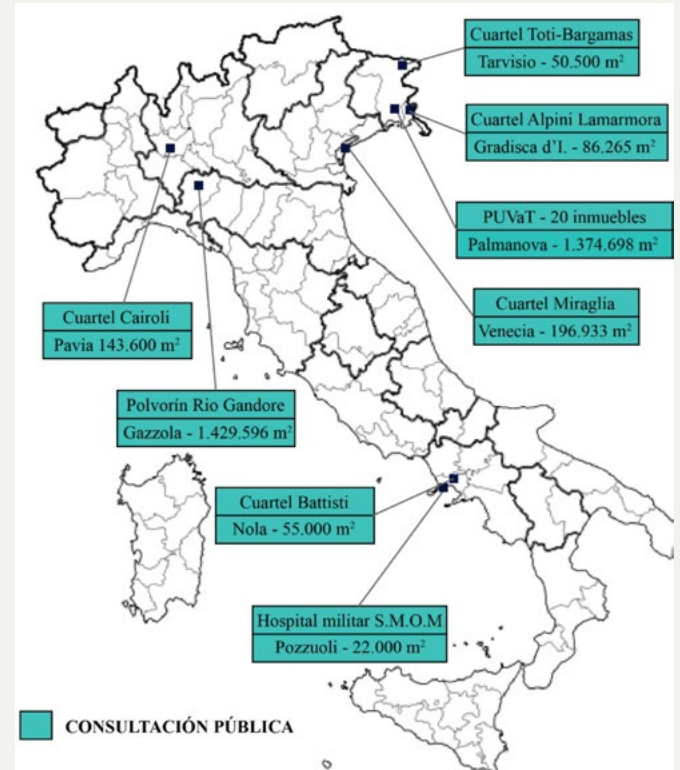 Cuartel Toti-Bargamas
Tarvisio - 50.500 m²
Cuartel Alpini Lamarmora
Gradisca d'I. - 86.265 m²
PUVaT - 20 inmuebles
Palmanova - 1.374.698 m²
Cuartel Miraglia
Venecia - 196.933 m²
Cuartel Cairoli
Pavia 143.600 m²
Polvorín Rio Gandore
Gazzola - 1.429.596 m²
Cuartel Battisti
Nola - 55.000 m²
Hospital militar S.M.O.M
Pozzuoli - 22.000 m²
CONSULTACIÓN PÚBLICA